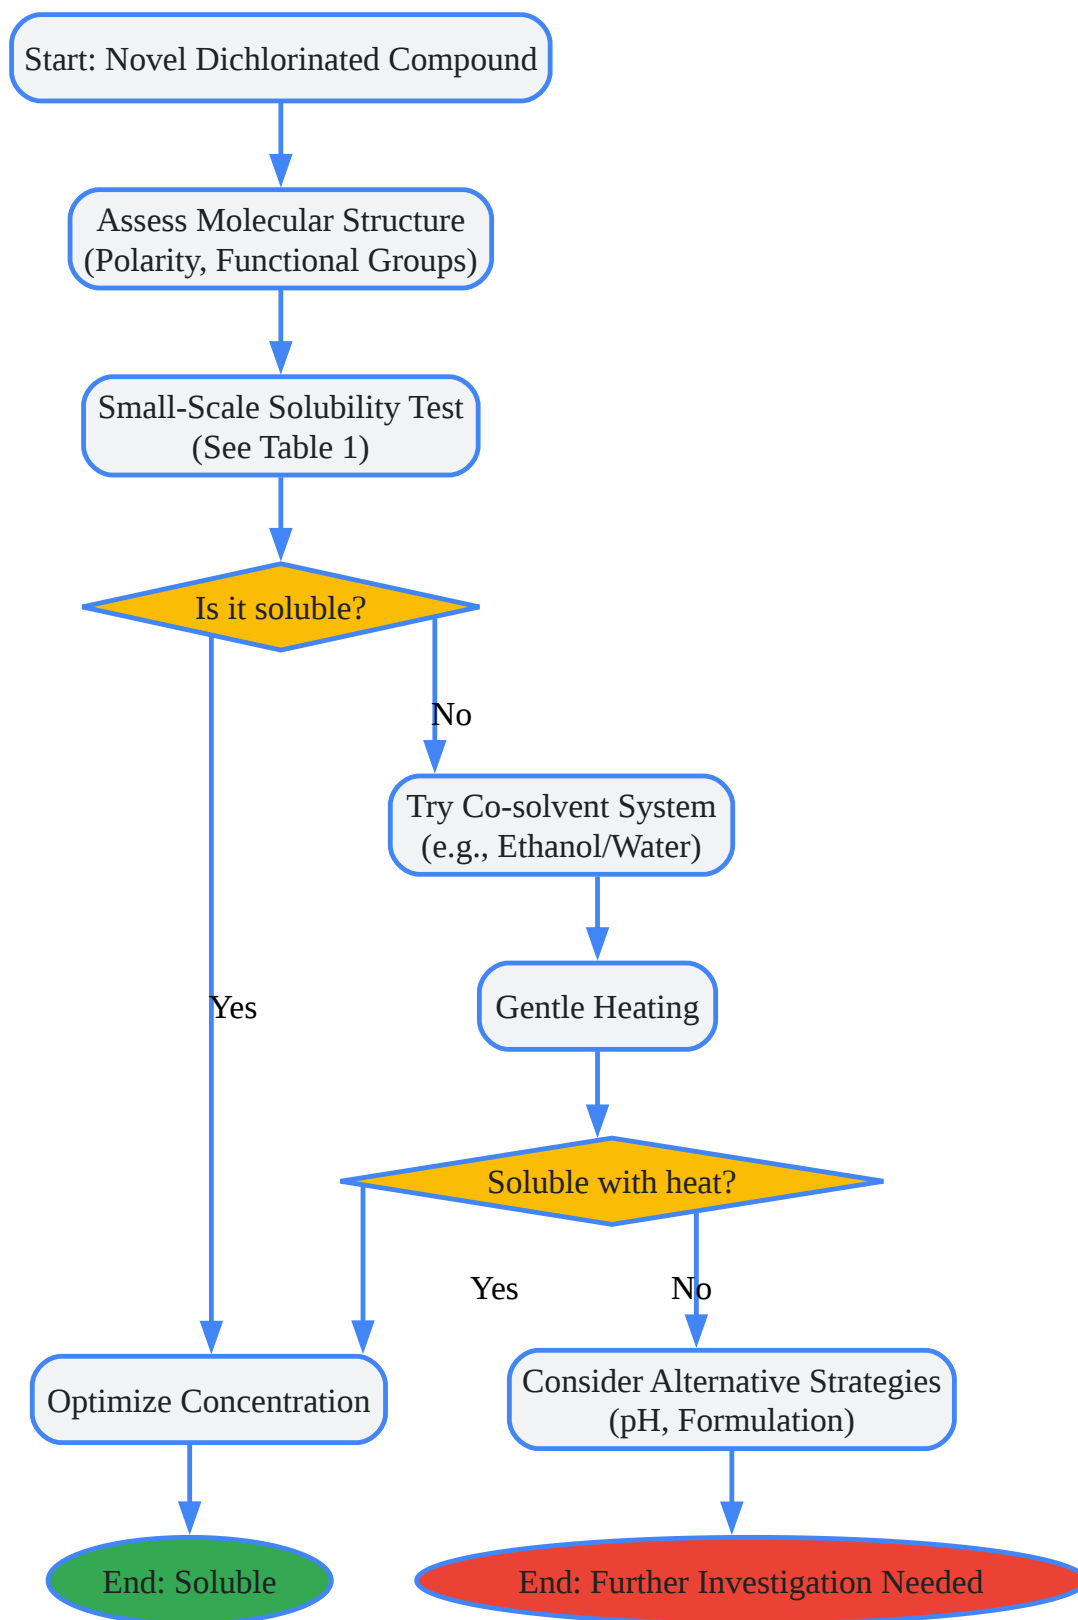 Start: Novel Dichlorinated Compound
Assess Molecular Structure
(Polarity, Functional Groups)
Small-Scale Solubility Test
(See Table 1)
Is it soluble?
No
Try Co-solvent System
(e.g., Ethanol/Water)
Gentle Heating
Yes
Soluble with heat?
Yes
No
Optimize Concentration
Consider Alternative Strategies
(pH, Formulation)
End: Soluble
End: Further Investigation Needed